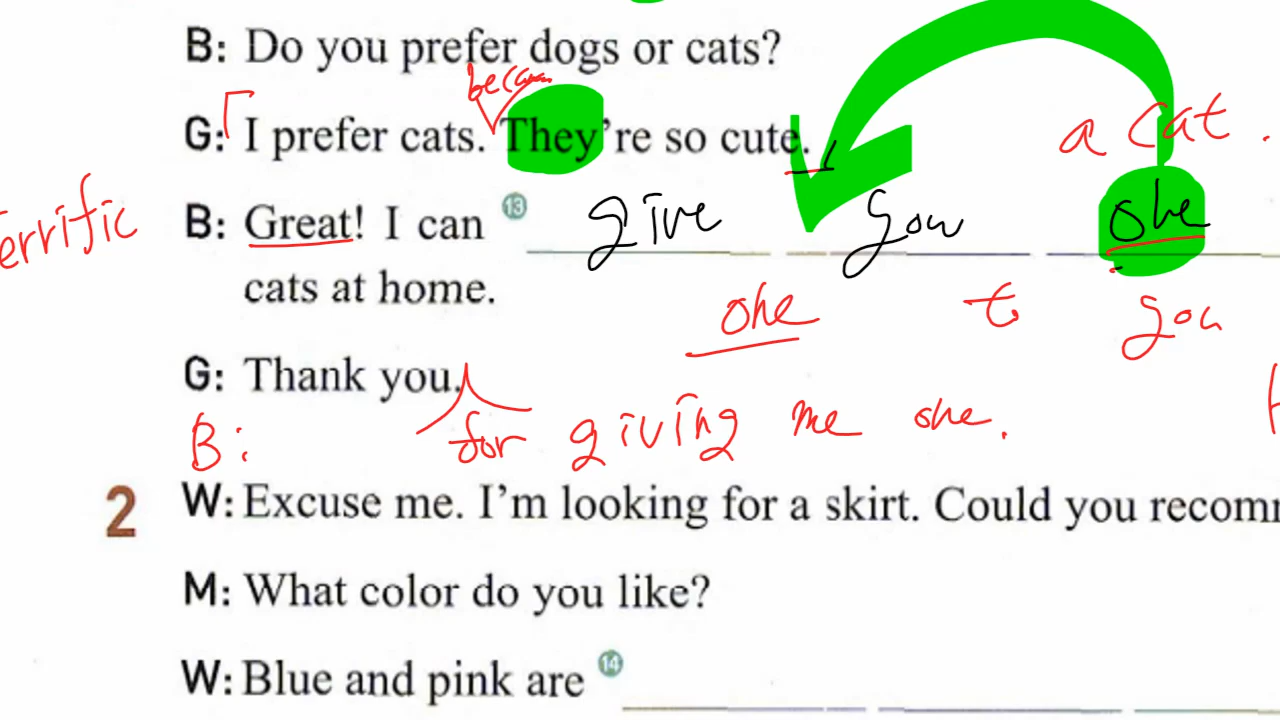 B: Do you prefer dogs or cats?
because
G: I prefer cats. They're so cute.
a cat.
terrific
B: Great! I can ⑬ give you one
cats at home.
one to you
G: Thank you.
B: for giving me one.
2 W: Excuse me. I'm looking for a skirt. Could you recomm
M: What color do you like?
W: Blue and pink are ⑭